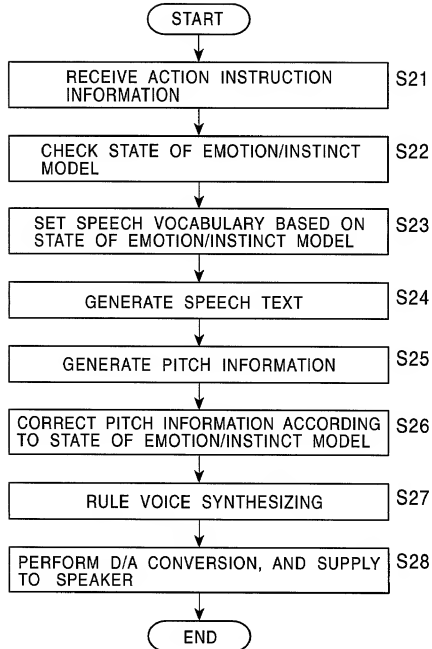 START
RECEIVE ACTION INSTRUCTION
INFORMATION
S21
CHECK STATE OF EMOTION/INSTINCT
MODEL
S22
SET SPEECH VOCABULARY BASED ON
STATE OF EMOTION/INSTINCT MODEL
S23
GENERATE SPEECH TEXT
S24
GENERATE PITCH INFORMATION
S25
CORRECT PITCH INFORMATION ACCORDING
TO STATE OF EMOTION/INSTINCT MODEL
S26
RULE VOICE SYNTHESIZING
S27
PERFORM D/A CONVERSION, AND SUPPLY
TO SPEAKER
S28
END